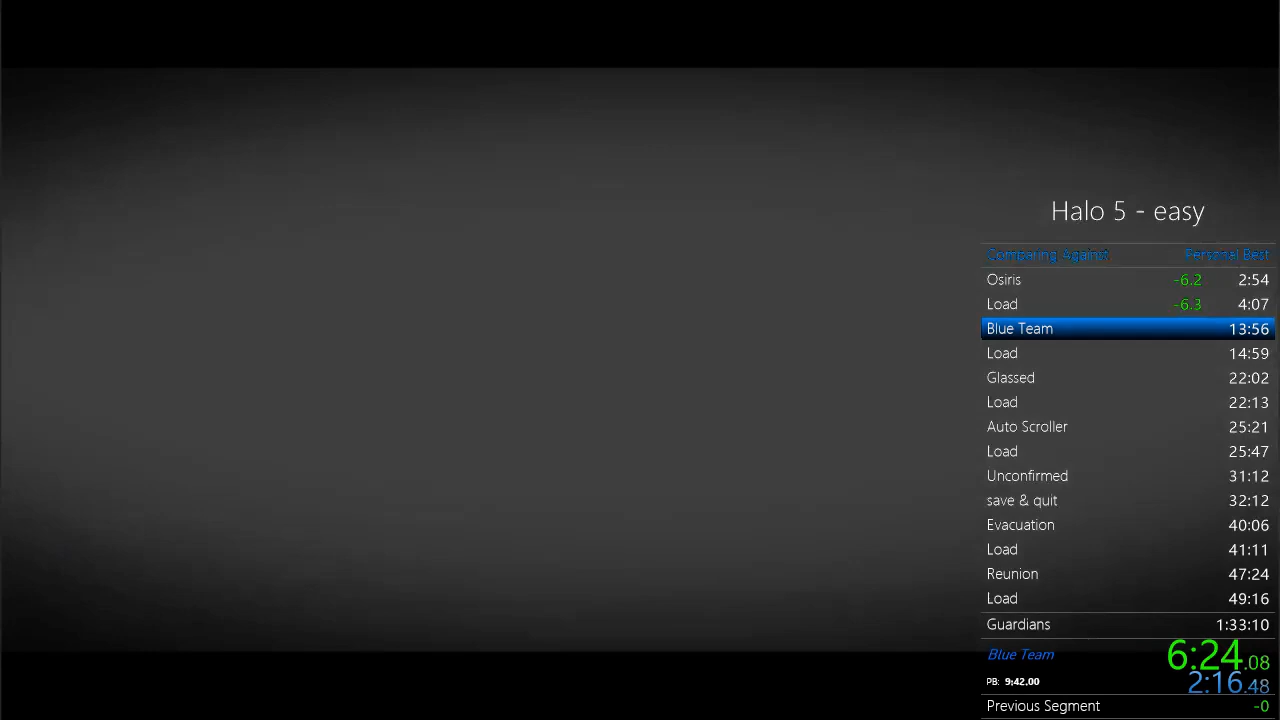 Halo 5 - easy
Comparing Against Personal Best
Osiris -6.2 2:54
Load -6.3 4:07
Blue Team 13:56
Load 14:59
Glassed 22:02
Load 22:13
Auto Scroller 25:21
Load 25:47
Unconfirmed 31:12
save & quit 32:12
Evacuation 40:06
Load 41:11
Reunion 47:24
Load 49:16
Guardians 1:33:10
Blue Team 6:24.08
PB: 9:42.00 2:16.48
Previous Segment -0